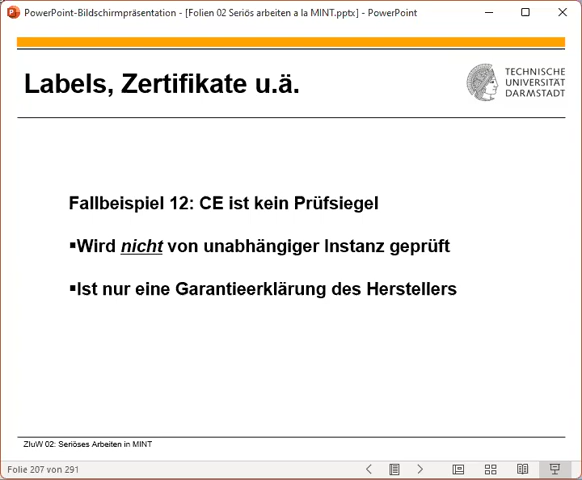 PowerPoint-Bildschirmpräsentation - [Folien 02 Seriös arbeiten a la MINT.pptx] - PowerPoint
Labels, Zertifikate u.ä.
TECHNISCHE
UNIVERSITÄT
DARMSTADT
Fallbeispiel 12: CE ist kein Prüfsiegel
▪Wird nicht von unabhängiger Instanz geprüft
▪Ist nur eine Garantieerklärung des Herstellers
ZIuW 02: Seriöses Arbeiten in MINT
Folie 207 von 291